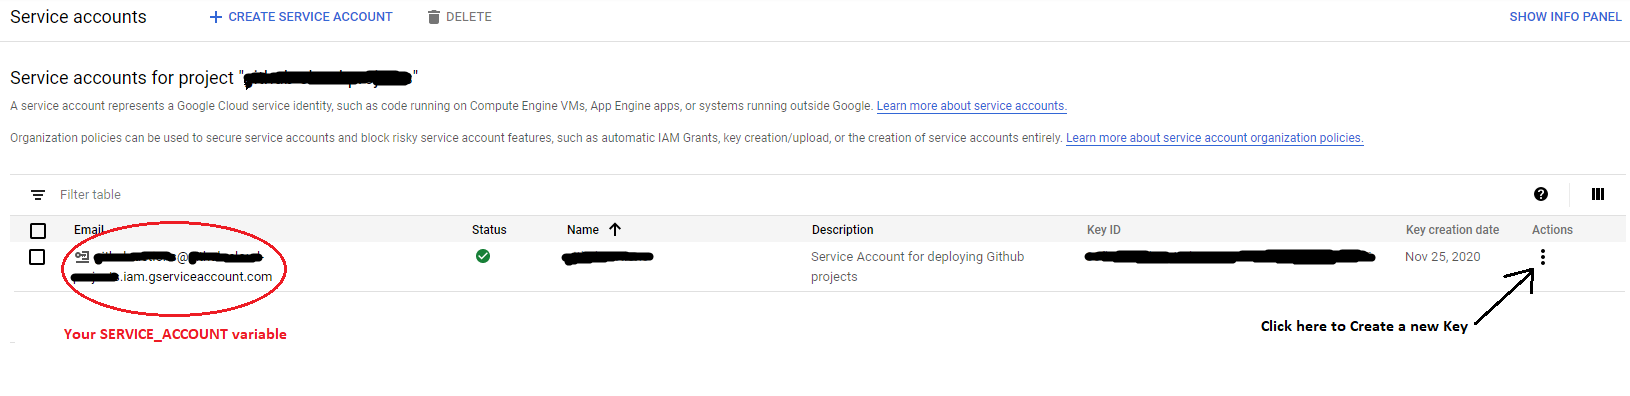 Service accounts
CREATE SERVICE ACCOUNT
DELETE
SHOW INFO PANEL
Service accounts for project "
"
A service account represents a Google Cloud service identity, such as code running on Compute Engine VMs, App Engine apps, or systems running outside Google. Learn more about service accounts.
Organization policies can be used to secure service accounts and block risky service account features, such as automatic IAM Grants, key creation/upload, or the creation of service accounts entirely. Learn more about service account organization policies.
Filter table
Email
Status
Name
Description
Key ID
Key creation date
Actions
@
.iam.gserviceaccount.com
Service Account for deploying Github
projects
Nov 25, 2020
Your SERVICE_ACCOUNT variable
Click here to Create a new Key